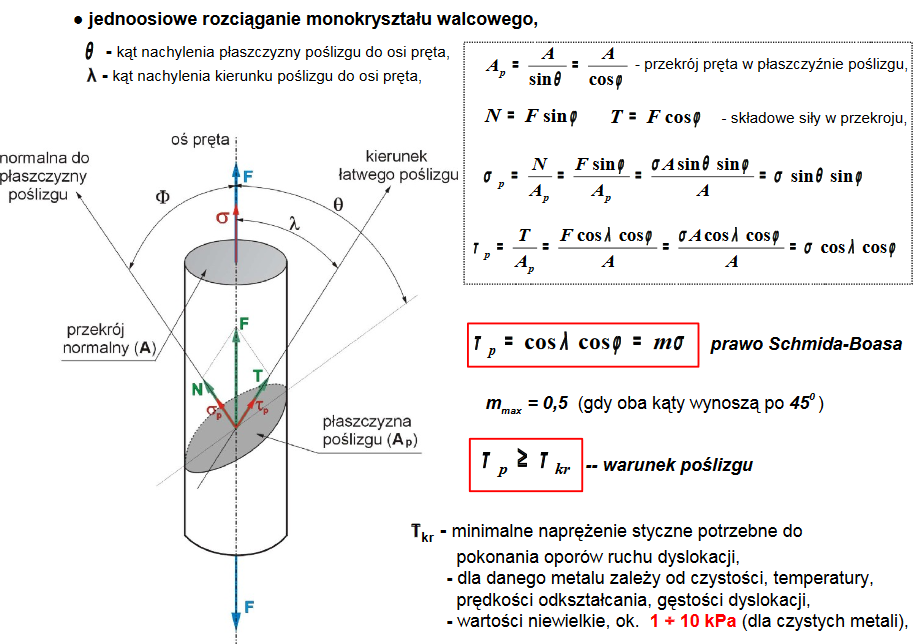 ● jednoosiowe rozciąganie monokryształu walcowego,
θ - kąt nachylenia płaszczyzny poślizgu do osi pręta,
λ - kąt nachylenia kierunku poślizgu do osi pręta,
A_p = A / sinθ = A / cosφ - przekrój pręta w płaszczyźnie poślizgu,
N = F sinφ T = F cosφ - składowe siły w przekroju,
σ_p = N / A_p = F sinφ / A_p = σ A sinθ sinφ / A = σ sinθ sinφ
τ_p = T / A_p = F cosλ cosφ / A = σ A cosλ cosφ / A = σ cosλ cosφ
oś pręta
normalna do
płaszczyzny
poślizgu
kierunek
łatwego poślizgu
F
Φ
θ
σ
λ
przekrój
normalny (A)
F
N
T
σ_p
τ_p
płaszczyzna
poślizgu (A_p)
F
τ_p = cosλ cosφ = mσ prawo Schmida-Boasa
m_max = 0,5 (gdy oba kąty wynoszą po 45⁰)
τ_p ≥ τ_kr -- warunek poślizgu
τ_kr - minimalne naprężenie styczne potrzebne do
pokonania oporów ruchu dyslokacji,
- dla danego metalu zależy od czystości, temperatury,
prędkości odkształcania, gęstości dyslokacji,
- wartości niewielkie, ok. 1 ÷ 10 kPa (dla czystych metali),